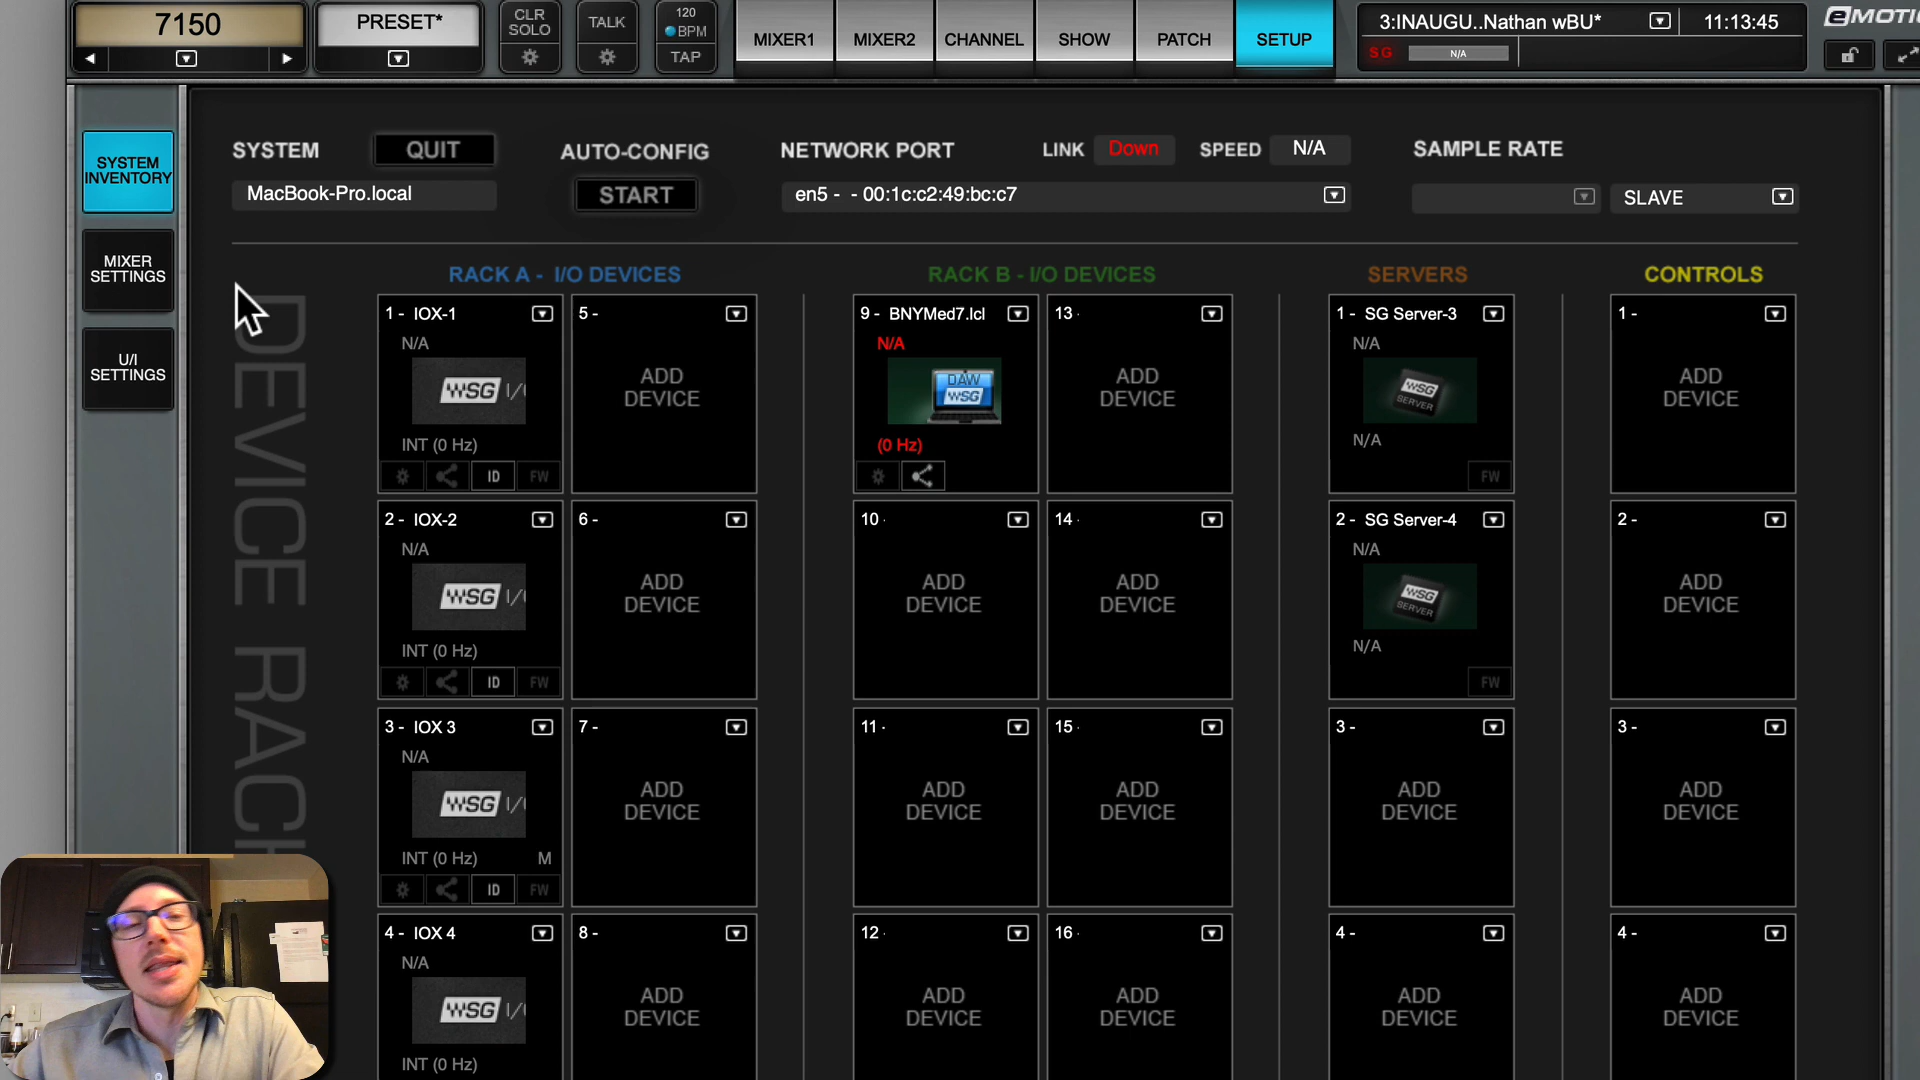 7150
PRESET*
CLR
SOLO
TALK
120
BPM
TAP
MIXER1
MIXER2
CHANNEL
SHOW
PATCH
SETUP
3:INAUGU..Nathan wBU*
11:13:45
SG
N/A
eMOTI
SYSTEM
INVENTORY
MIXER
SETTINGS
U/I
SETTINGS
SYSTEM
QUIT
MacBook-Pro.local
AUTO-CONFIG
START
NETWORK PORT
LINK
Down
SPEED
N/A
en5 - - 00:1c:c2:49:bc:c7
SAMPLE RATE
SLAVE
DEVICE RACK
RACK A - I/O DEVICES
RACK B - I/O DEVICES
SERVERS
CONTROLS
1 - IOX-1
N/A
WSG I/O
INT (0 Hz)
ID
FW
5 -
ADD
DEVICE
9 - BNYMed7.lcl
N/A
DAW
WSG
(0 Hz)
13 -
ADD
DEVICE
1 - SG Server-3
N/A
WSG
SERVER
N/A
FW
1 -
ADD
DEVICE
2 - IOX-2
N/A
WSG I/O
INT (0 Hz)
ID
FW
6 -
ADD
DEVICE
10 -
ADD
DEVICE
14 -
ADD
DEVICE
2 - SG Server-4
N/A
WSG
SERVER
N/A
FW
2 -
ADD
DEVICE
3 - IOX 3
N/A
WSG I/O
INT (0 Hz)
M
ID
FW
7 -
ADD
DEVICE
11 -
ADD
DEVICE
15 -
ADD
DEVICE
3 -
ADD
DEVICE
3 -
ADD
DEVICE
4 - IOX 4
N/A
WSG I/O
INT (0 Hz)
8 -
ADD
DEVICE
12 -
ADD
DEVICE
16 -
ADD
DEVICE
4 -
ADD
DEVICE
4 -
ADD
DEVICE